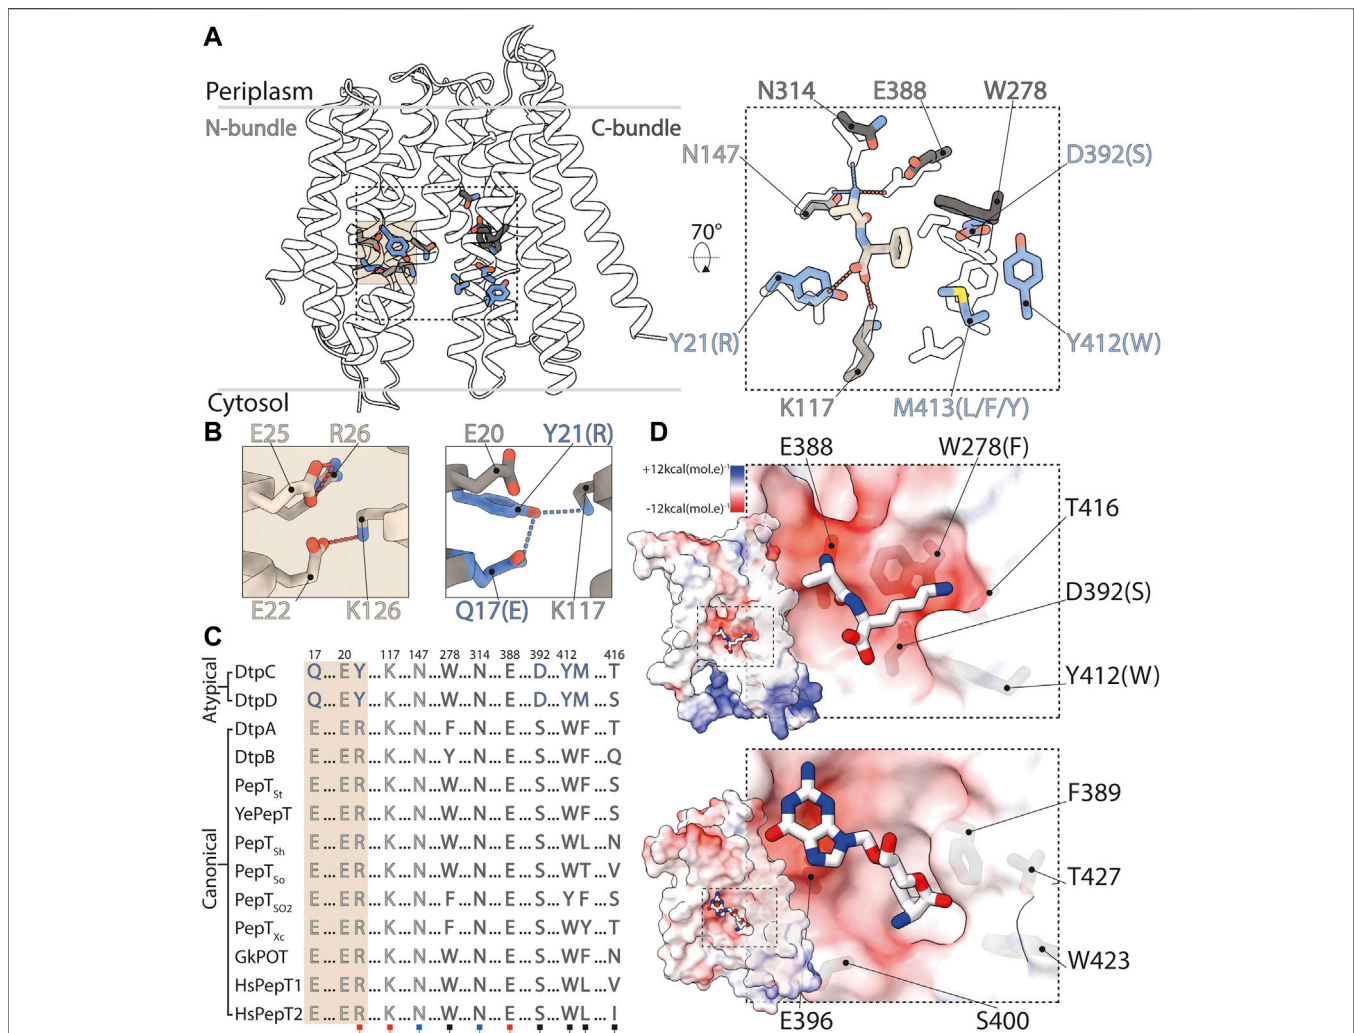 A
Periplasm
N-bundle
C-bundle
Cytosol
N314
E388
W278
N147
D392(S)
70°
Y21(R)
Y412(W)
K117
M413(L/F/Y)
B
E25
R26
E22
K126
E20
Y21(R)
Q17(E)
K117
C
17 20 117 147 278 314 388 392 412 416
Atypical
DtpC Q...EY...K...N...W...N...E...D...YM...T
DtpD Q...EY...K...N...W...N...E...D...YM...S
Canonical
DtpA E...ER...K...N...F...N...E...S...WF...T
DtpB E...ER...K...N...Y...N...E...S...WF...Q
PepTSt E...ER...K...N...W...N...E...S...WF...S
YePepT E...ER...K...N...W...N...E...S...WF...S
PepTSh E...ER...K...N...W...N...E...S...WL...N
PepTSo E...ER...K...N...W...N...E...S...WT...V
PepTSO2 E...ER...K...N...F...N...E...S...YF...S
PepTXc E...ER...K...N...F...N...E...S...WY...T
GkPOT E...ER...K...N...W...N...E...S...WF...N
HsPepT1 E...ER...K...N...W...N...E...S...WL...V
HsPepT2 E...ER...K...N...W...N...E...S...WL...I
D
+12kcal(mol.e)-1
-12kcal(mol.e)-1
E388
W278(F)
T416
D392(S)
Y412(W)
F389
T427
W423
E396
S400